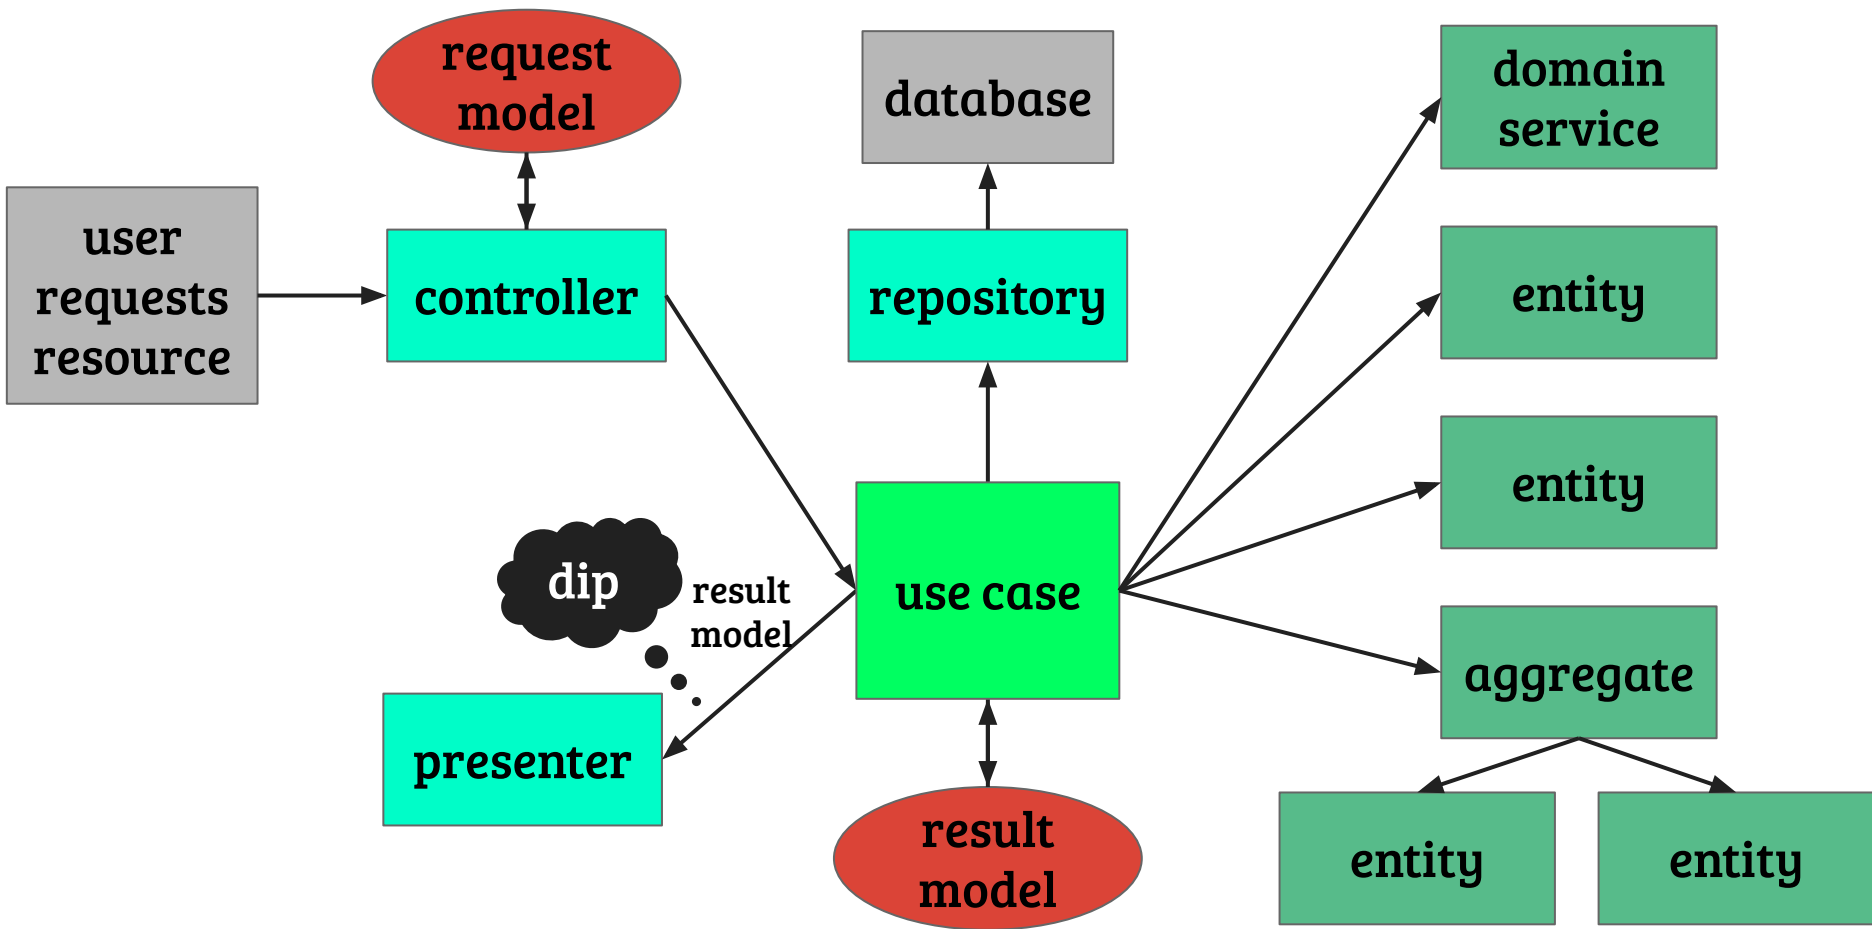 request
model
database
domain
service
user
requests
resource
controller
repository
entity
entity
dip
result
model
use case
aggregate
presenter
result
model
entity
entity